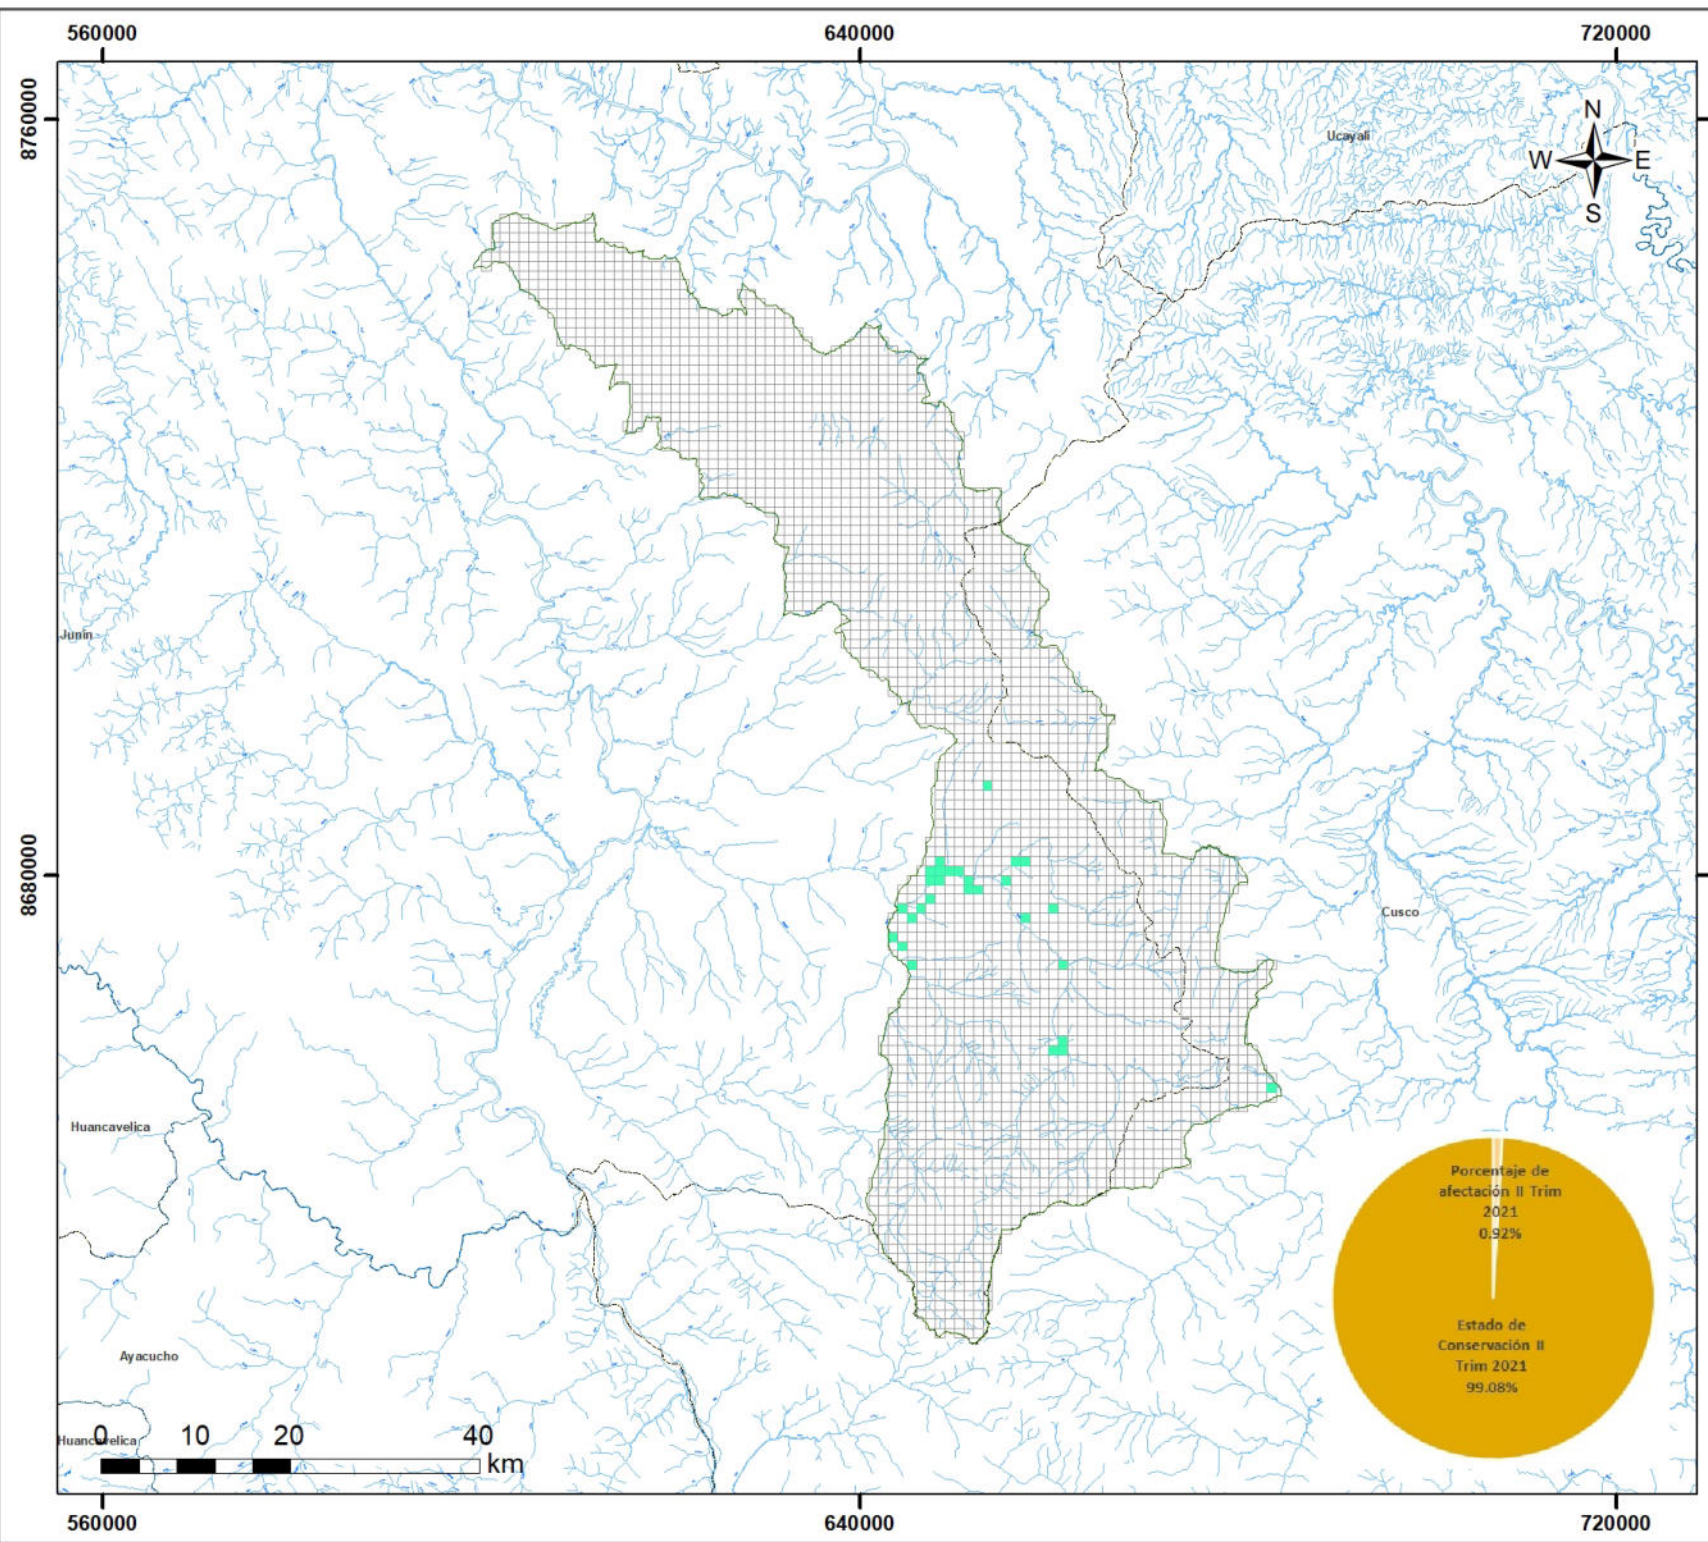 560000
640000
720000
8760000
N
W
E
S
Ucayali
Junín
8680000
Cusco
Huancavelica
Porcentaje de
afectación II Trim
2021
0.92%
Estado de
Conservación II
Trim 2021
99.08%
Ayacucho
Huancavelica
0
10
20
40
km
560000
640000
720000